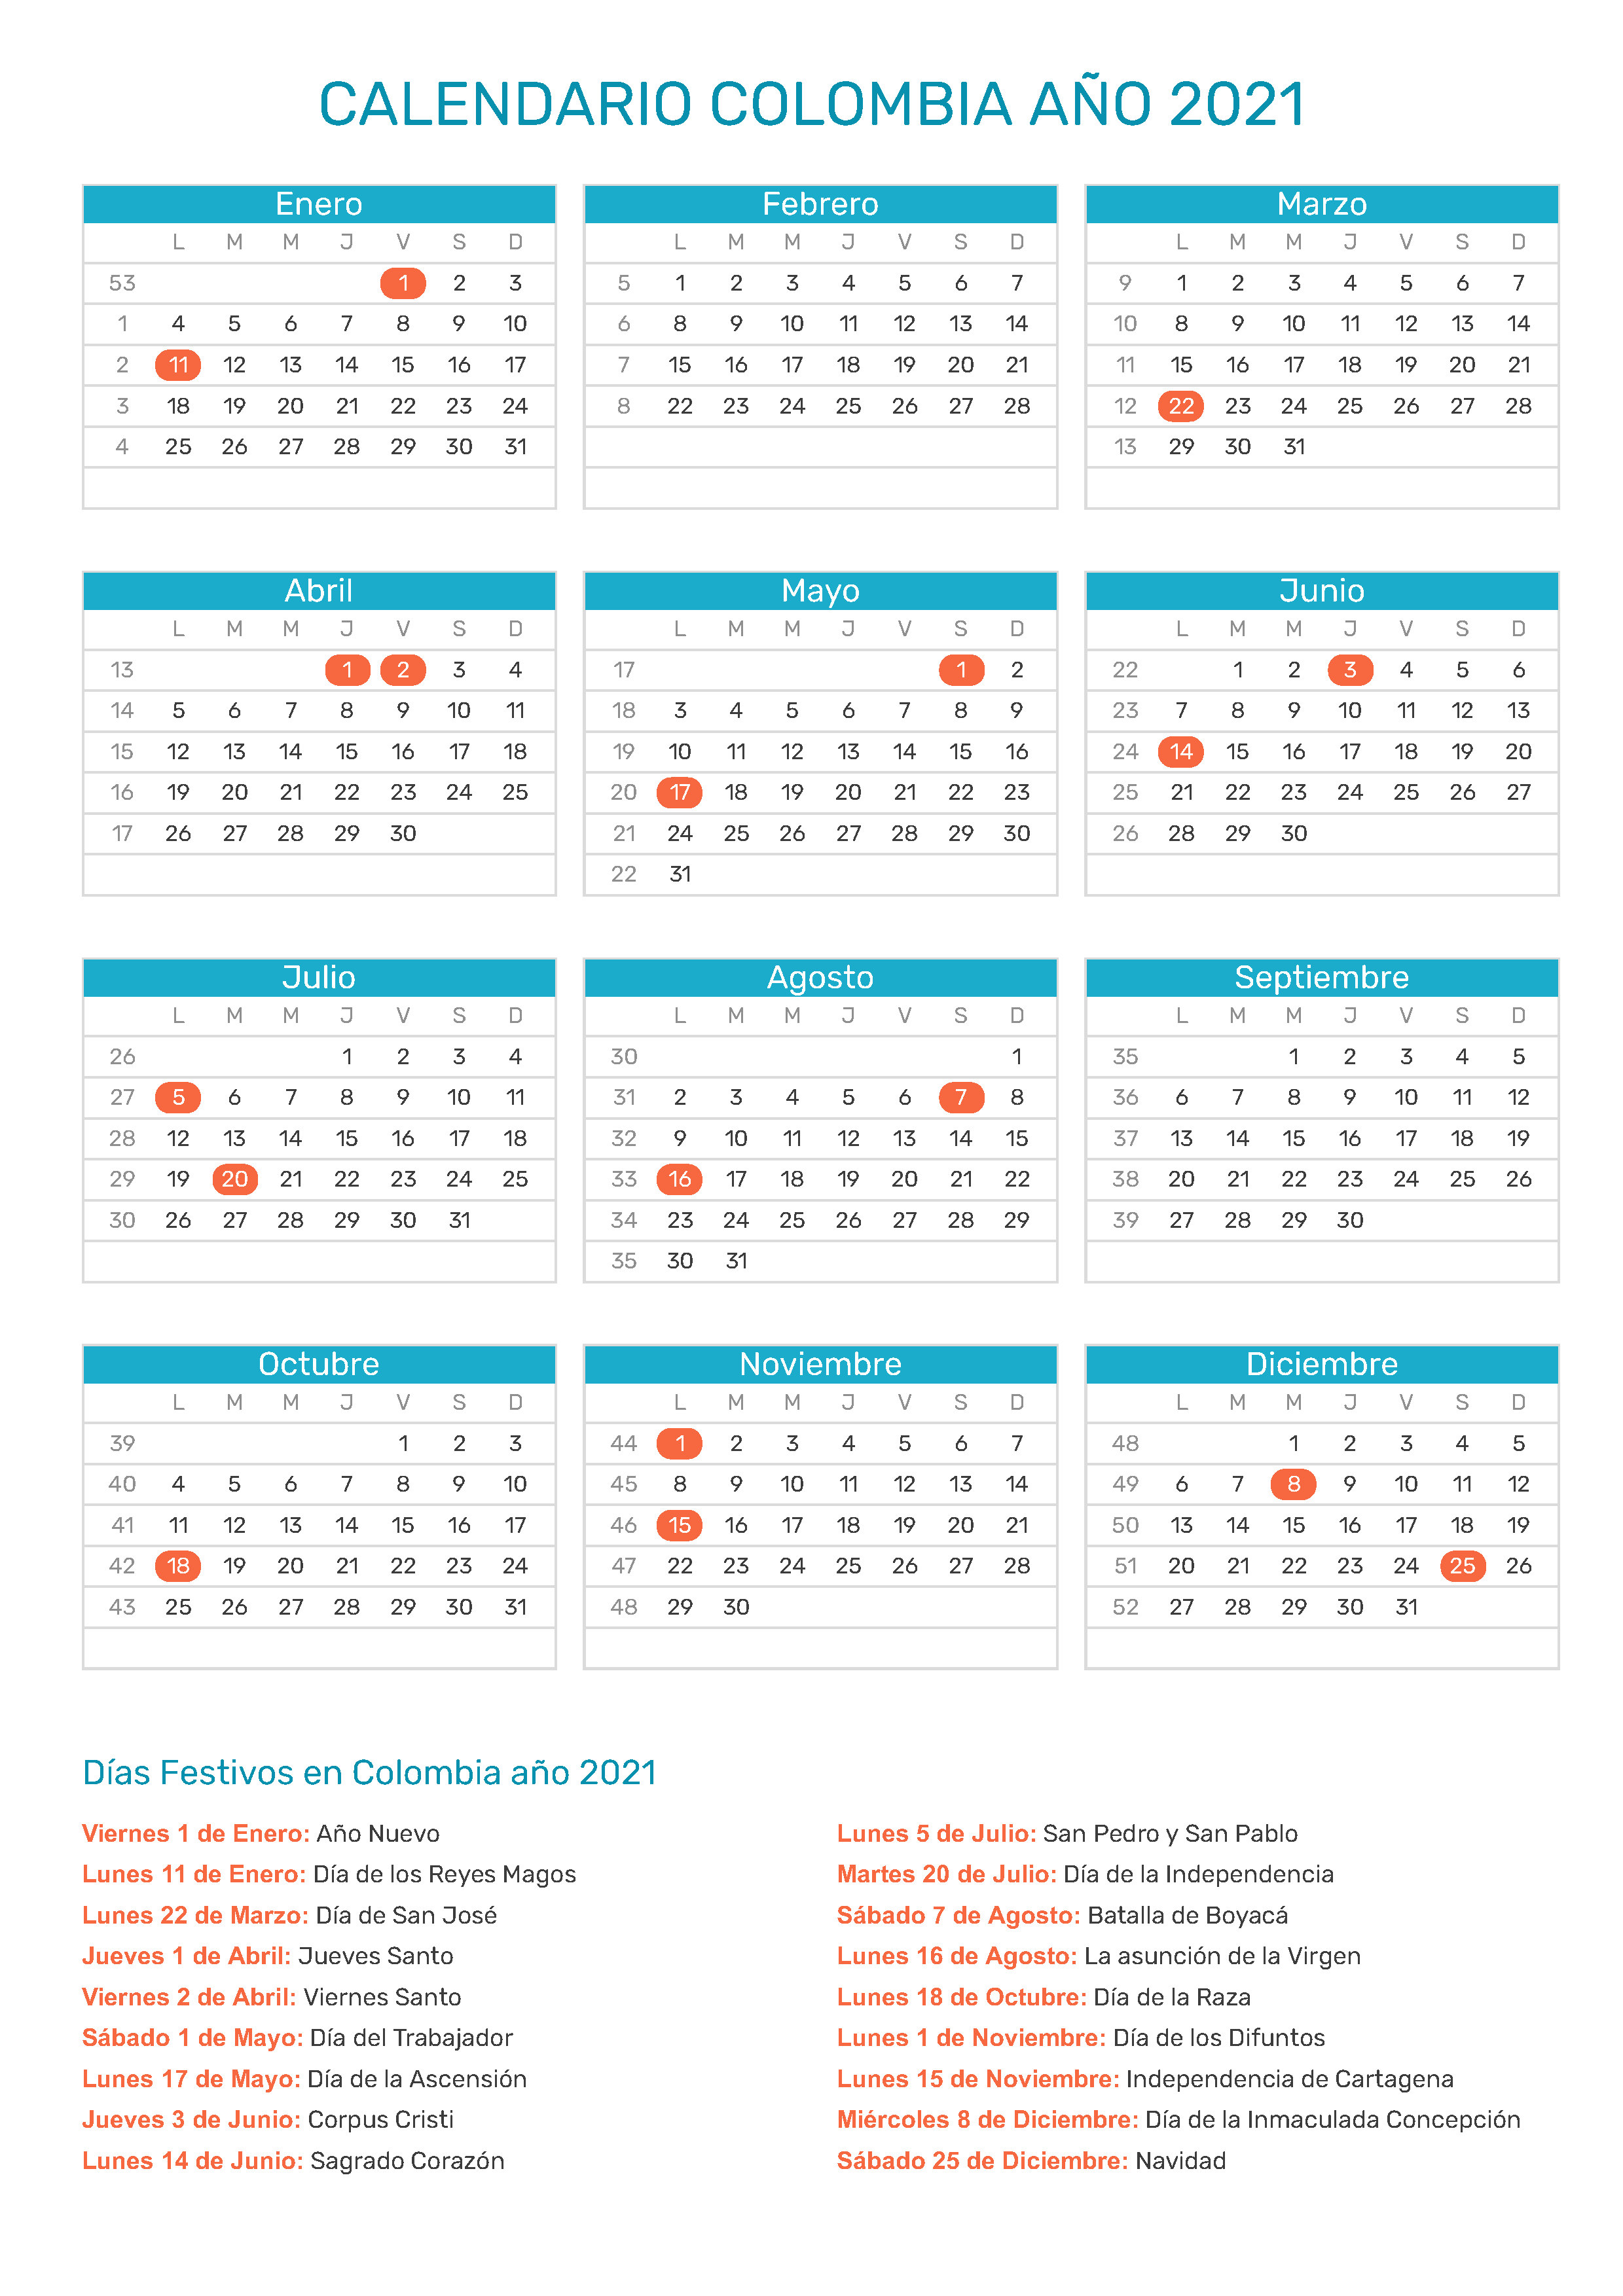 CALENDARIO COLOMBIA AÑO 2021
Enero
L M M J V S D
53 1 2 3
1 4 5 6 7 8 9 10
2 11 12 13 14 15 16 17
3 18 19 20 21 22 23 24
4 25 26 27 28 29 30 31
Febrero
L M M J V S D
5 1 2 3 4 5 6 7
6 8 9 10 11 12 13 14
7 15 16 17 18 19 20 21
8 22 23 24 25 26 27 28
Marzo
L M M J V S D
9 1 2 3 4 5 6 7
10 8 9 10 11 12 13 14
11 15 16 17 18 19 20 21
12 22 23 24 25 26 27 28
13 29 30 31
Abril
L M M J V S D
13 1 2 3 4
14 5 6 7 8 9 10 11
15 12 13 14 15 16 17 18
16 19 20 21 22 23 24 25
17 26 27 28 29 30
Mayo
L M M J V S D
17 1 2
18 3 4 5 6 7 8 9
19 10 11 12 13 14 15 16
20 17 18 19 20 21 22 23
21 24 25 26 27 28 29 30
22 31
Junio
L M M J V S D
22 1 2 3 4 5 6
23 7 8 9 10 11 12 13
24 14 15 16 17 18 19 20
25 21 22 23 24 25 26 27
26 28 29 30
Julio
L M M J V S D
26 1 2 3 4
27 5 6 7 8 9 10 11
28 12 13 14 15 16 17 18
29 19 20 21 22 23 24 25
30 26 27 28 29 30 31
Agosto
L M M J V S D
30 1
31 2 3 4 5 6 7 8
32 9 10 11 12 13 14 15
33 16 17 18 19 20 21 22
34 23 24 25 26 27 28 29
35 30 31
Septiembre
L M M J V S D
35 1 2 3 4 5
36 6 7 8 9 10 11 12
37 13 14 15 16 17 18 19
38 20 21 22 23 24 25 26
39 27 28 29 30
Octubre
L M M J V S D
39 1 2 3
40 4 5 6 7 8 9 10
41 11 12 13 14 15 16 17
42 18 19 20 21 22 23 24
43 25 26 27 28 29 30 31
Noviembre
L M M J V S D
44 1 2 3 4 5 6 7
45 8 9 10 11 12 13 14
46 15 16 17 18 19 20 21
47 22 23 24 25 26 27 28
48 29 30
Diciembre
L M M J V S D
48 1 2 3 4 5
49 6 7 8 9 10 11 12
50 13 14 15 16 17 18 19
51 20 21 22 23 24 25 26
52 27 28 29 30 31
Días Festivos en Colombia año 2021
Viernes 1 de Enero: Año Nuevo
Lunes 11 de Enero: Día de los Reyes Magos
Lunes 22 de Marzo: Día de San José
Jueves 1 de Abril: Jueves Santo
Viernes 2 de Abril: Viernes Santo
Sábado 1 de Mayo: Día del Trabajador
Lunes 17 de Mayo: Día de la Ascensión
Jueves 3 de Junio: Corpus Cristi
Lunes 14 de Junio: Sagrado Corazón
Lunes 5 de Julio: San Pedro y San Pablo
Martes 20 de Julio: Día de la Independencia
Sábado 7 de Agosto: Batalla de Boyacá
Lunes 16 de Agosto: La asunción de la Virgen
Lunes 18 de Octubre: Día de la Raza
Lunes 1 de Noviembre: Día de los Difuntos
Lunes 15 de Noviembre: Independencia de Cartagena
Miércoles 8 de Diciembre: Día de la Inmaculada Concepción
Sábado 25 de Diciembre: Navidad